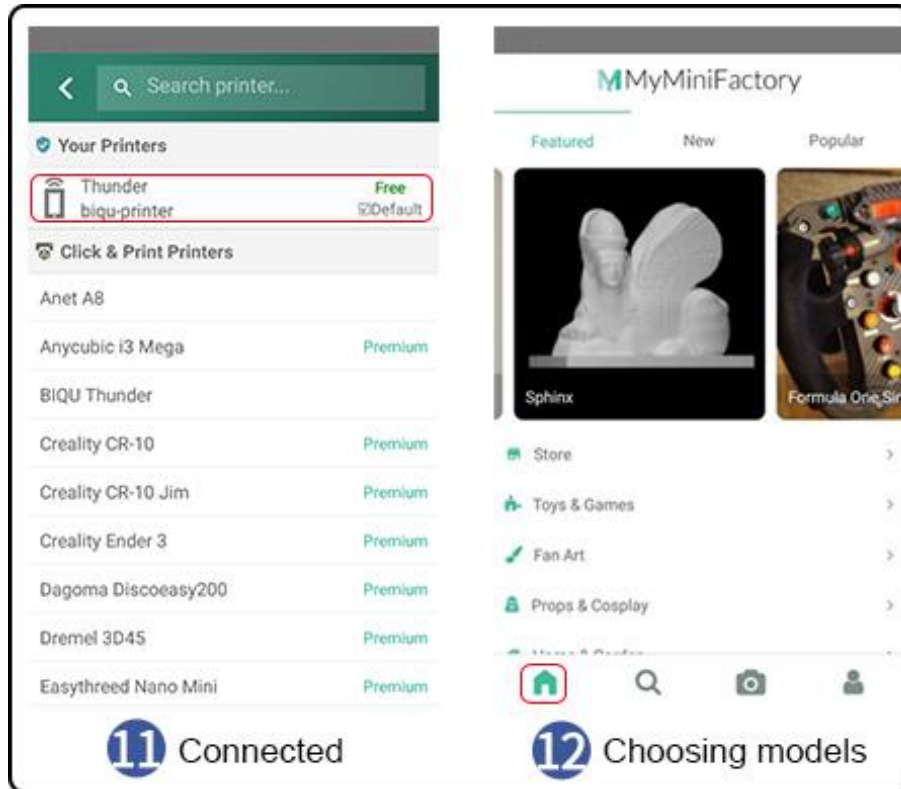 Search printer...
Your Printers
Thunder
Free
biqu-printer
Default
Click & Print Printers
Anet A8
Anycubic i3 Mega
Premium
BIQU Thunder
Creality CR-10
Premium
Creality CR-10 Jim
Premium
Creality Ender 3
Premium
Dagoma Discoeasy200
Premium
Dremel 3D45
Premium
Easythreed Nano Mini
Premium
11 Connected
MyMiniFactory
Featured
New
Popular
Sphinx
Formula One Sir
Store
Toys & Games
Fan Art
Props & Cosplay
12 Choosing models